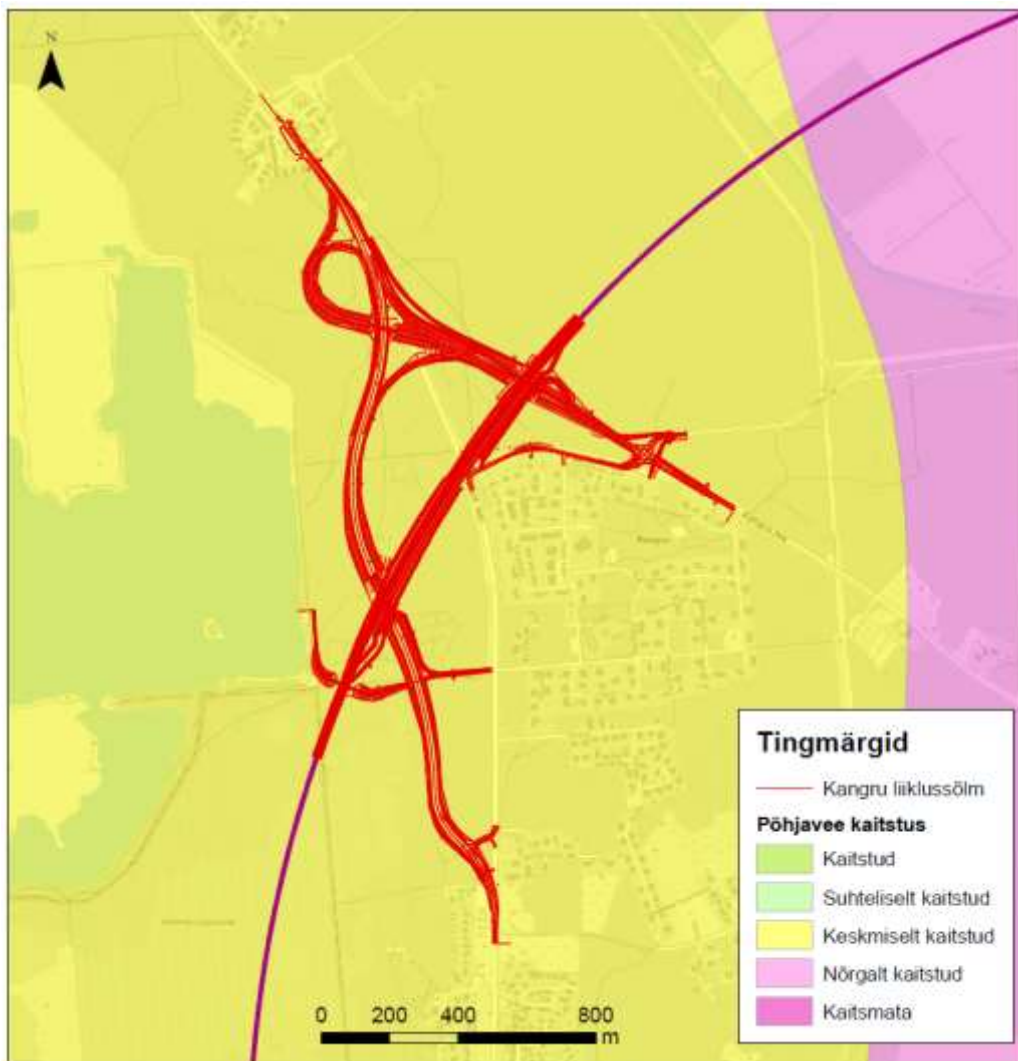 N
Tingmärgid
Kangru liiklussõlm
Põhjavee kaitstus
Kaitstud
Suhteliselt kaitstud
Keskmiselt kaitstud
Nõrgalt kaitstud
Kaitsmata
0 200 400 800
m